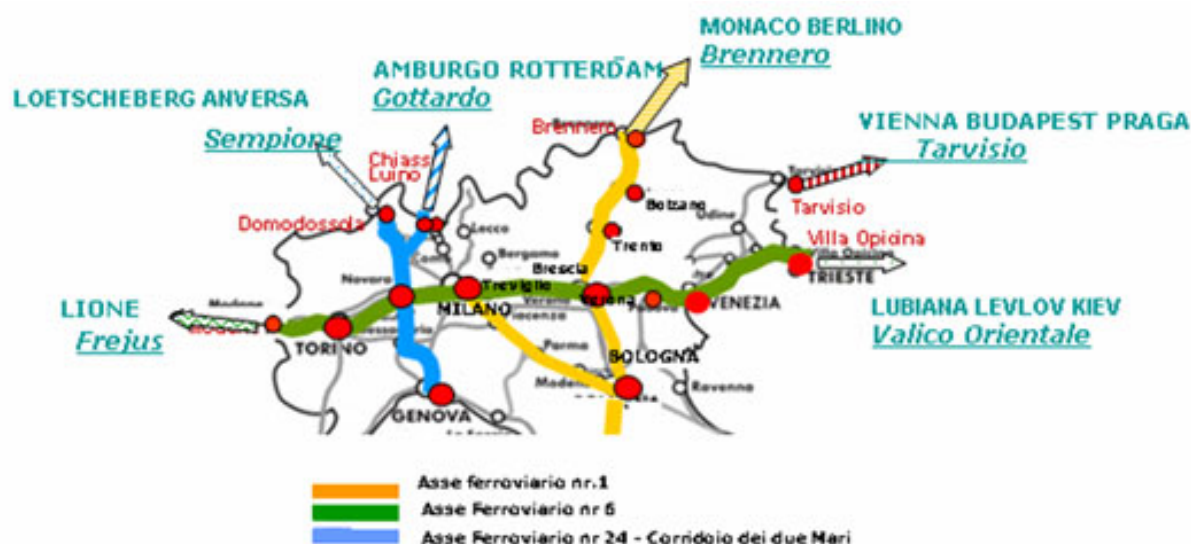 MONACO BERLINO
Brennero
AMBURGO ROTTERDAM
Gottardo
LOETSCHEBERG ANVERSA
Sempione
VIENNA BUDAPEST PRAGA
Tarvisio
Brennero
Chiass
Luino
Tarvisio
Bolzano
Domodossola
Udine
Lecco
Trento
Villa Opicina
Como
Bergamo
Brescia
TRIESTE
Novara
Treviglio
Verona
LIONE
Frejus
Modane
MILANO
Piacenza
Padova
VENEZIA
LUBIANA LEVLOV KIEV
Valico Orientale
TORINO
Parma
BOLOGNA
Modena
Ravenna
GENOVA
Asse ferroviario nr.1
Asse Ferroviario nr 6
Asse Ferroviario nr 24 - Corridoio dei due Mari